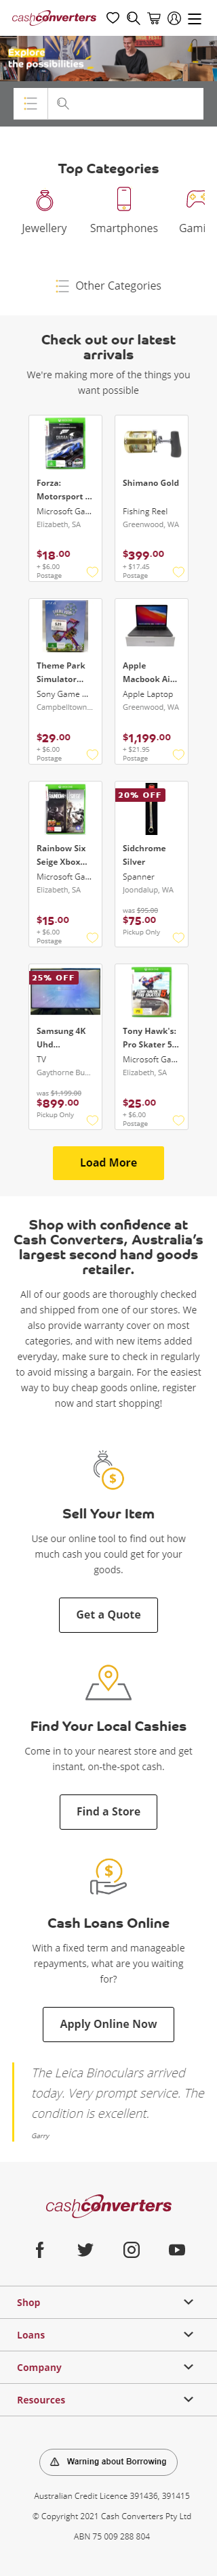 cashconverters
Explore
the possibilities
Top Categories
Jewellery
Smartphones
Gami
Other Categories
Check out our latest
arrivals
We're nearing more of the things you
want possible
Forza:
Motorsport ...
Microsoft Ga...
Elizabeth, SA
$18.00
+ $6.00
Postage
Shimano Gold
Fishing Reel
Greenwood, WA
$399.00
+ $17.45
Postage
Theme Park
Simulator...
Sony Game ...
Campbelltown...
$29.00
+ $6.00
Postage
Apple
Macbook Ai...
Apple Laptop
Greenwood, WA
$1,199.00
+ $21.95
Postage
Rainbow Six
Seige Xbox...
Microsoft Ga...
Elizabeth, SA
$15.00
+ $6.00
Postage
20% OFF
Sidchrome
Silver
Spanner
Joondalup, WA
was $95.00
$75.00
Pickup Only
25% OFF
Samsung 4K
Uhd...
TV
Gaythorne Bu...
was $1,199.00
$899.00
Pickup Only
Tony Hawk's:
Pro Skater 5...
Microsoft Ga...
Elizabeth, SA
$25.00
+ $6.00
Postage
Load More
Shop with confidence at
Cash Converters, Australia's
largest second hand goods
retailer.
All of our goods are thoroughly checked
and shipped from one of our stores. We
also provide warranty cover on most
categories, and with new items added
everyday, make sure to check in regularly
to avoid missing a bargain. For the easiest
way to buy cheap goods online, register
now and start shopping!
Sell Your Item
Use our online tool to find out how
much cash you could get for your
goods.
Get a Quote
Find Your Local Cashies
Come in to your nearest store and get
instant, on-the-spot cash.
Find a Store
Cash Loans Online
With a fixed term and manageable
repayments, what are you waiting
for?
Apply Online Now
The Leica Binoculars arrived
today. Very prompt service. The
condition is excellent.
Garry
cashconverters
Shop
Loans
Company
Resources
Warning about Borrowing
Australian Credit Licence 391436, 391415
© Copyright 2021 Cash Converters Pty Ltd
ABN 75 009 288 804